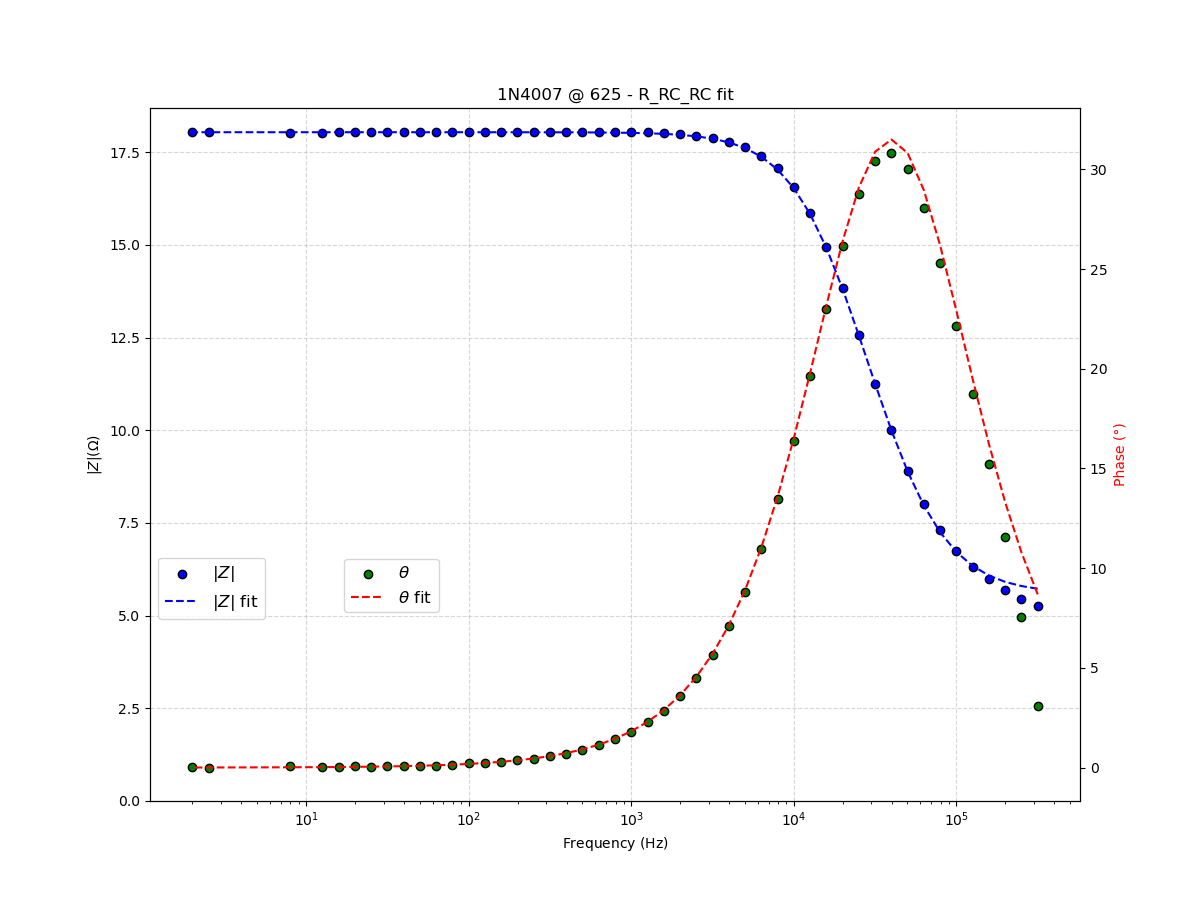 1N4007 @ 625 - R_RC_RC fit
17.5
15.0
12.5
10.0
7.5
5.0
2.5
0.0
|Z|(Ω)
30
25
20
15
10
5
0
Phase (°)
|Z|
|Z| fit
θ
θ fit
10¹
10²
10³
10⁴
10⁵
Frequency (Hz)